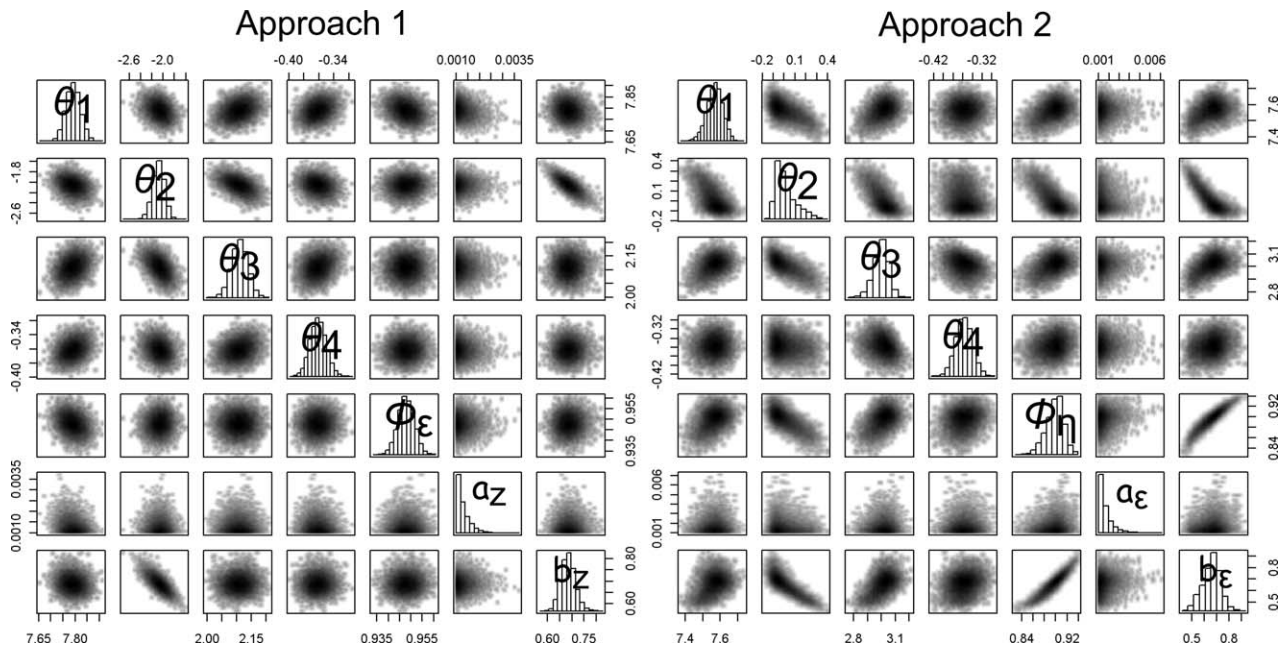 Approach 1 Approach 2
-2.6 -2.0 -0.40 -0.34 0.0010 0.0035 -0.2 0.1 0.4 -0.42 -0.32 0.001 0.006
θ1 7.65 7.85 θ1 7.4 7.6
-2.6 -1.8 θ2 -0.2 0.1 0.4 θ2
θ3 2.00 2.15 θ3 2.8 3.1
-0.40 -0.34 θ4 -0.42 -0.32 θ4
ϕε 0.935 0.955 ϕη 0.84 0.92
0.0010 0.0035 az 0.001 0.006 aε
bz 0.60 0.80 bε 0.5 0.8
7.65 7.80 2.00 2.15 0.935 0.955 0.60 0.75 7.4 7.6 2.8 3.1 0.84 0.92 0.5 0.8